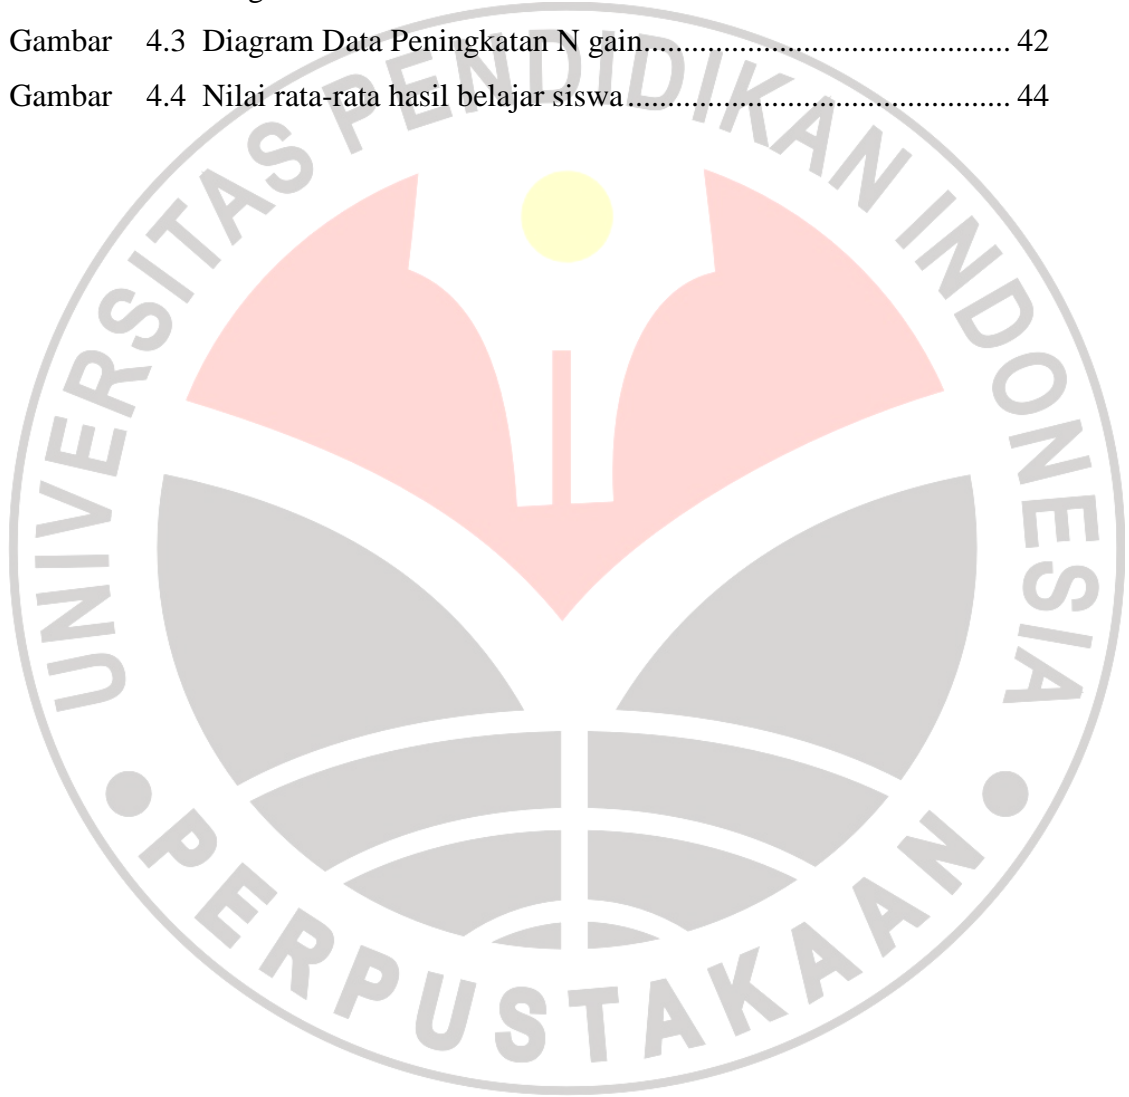 Gambar 4.3 Diagram Data Peningkatan N gain....................................... 42
Gambar 4.4 Nilai rata-rata hasil belajar siswa ......................................... 44
UNIVERSITAS PENDIDIKAN INDONESIA
PERPUSTAKAAN